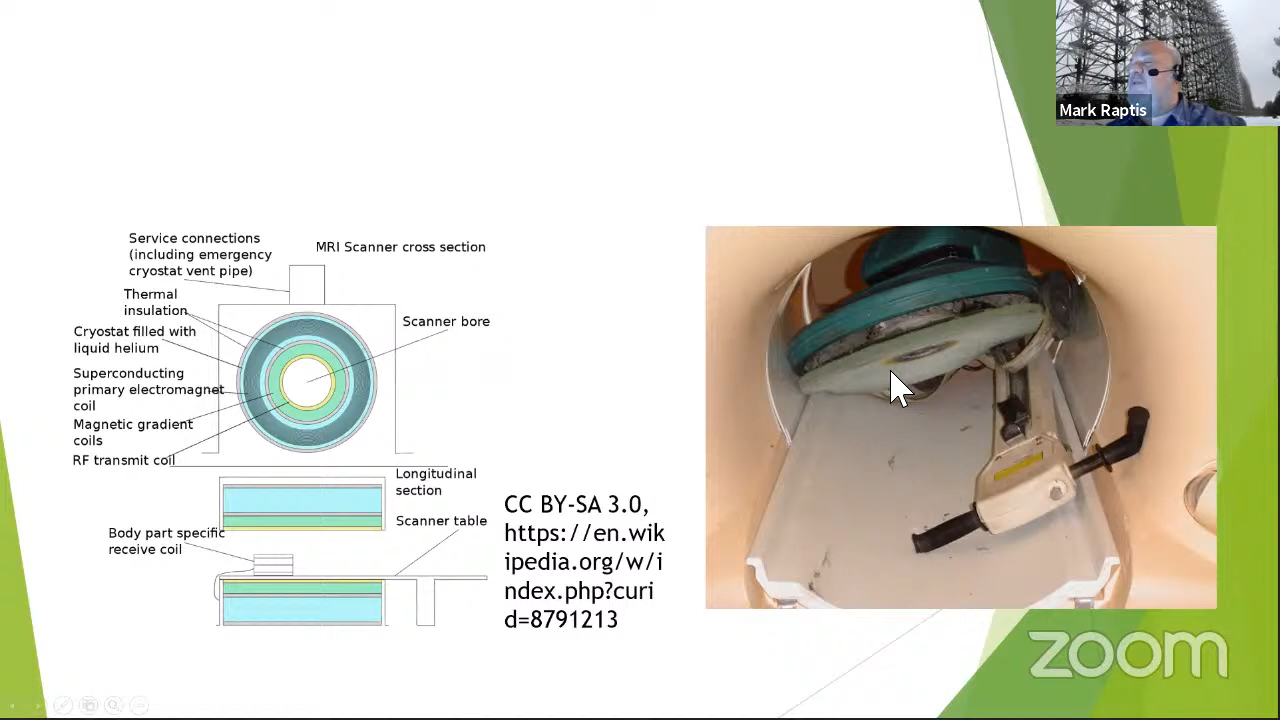 Mark Raptis
Service connections
(including emergency
cryostat vent pipe)
MRI Scanner cross section
Thermal
insulation
Scanner bore
Cryostat filled with
liquid helium
Superconducting
primary electromagnet
coil
Magnetic gradient
coils
RF transmit coil
Longitudinal
section
Scanner table
Body part specific
receive coil
CC BY-SA 3.0,
https://en.wik
ipedia.org/w/i
ndex.php?curi
d=8791213
zoom